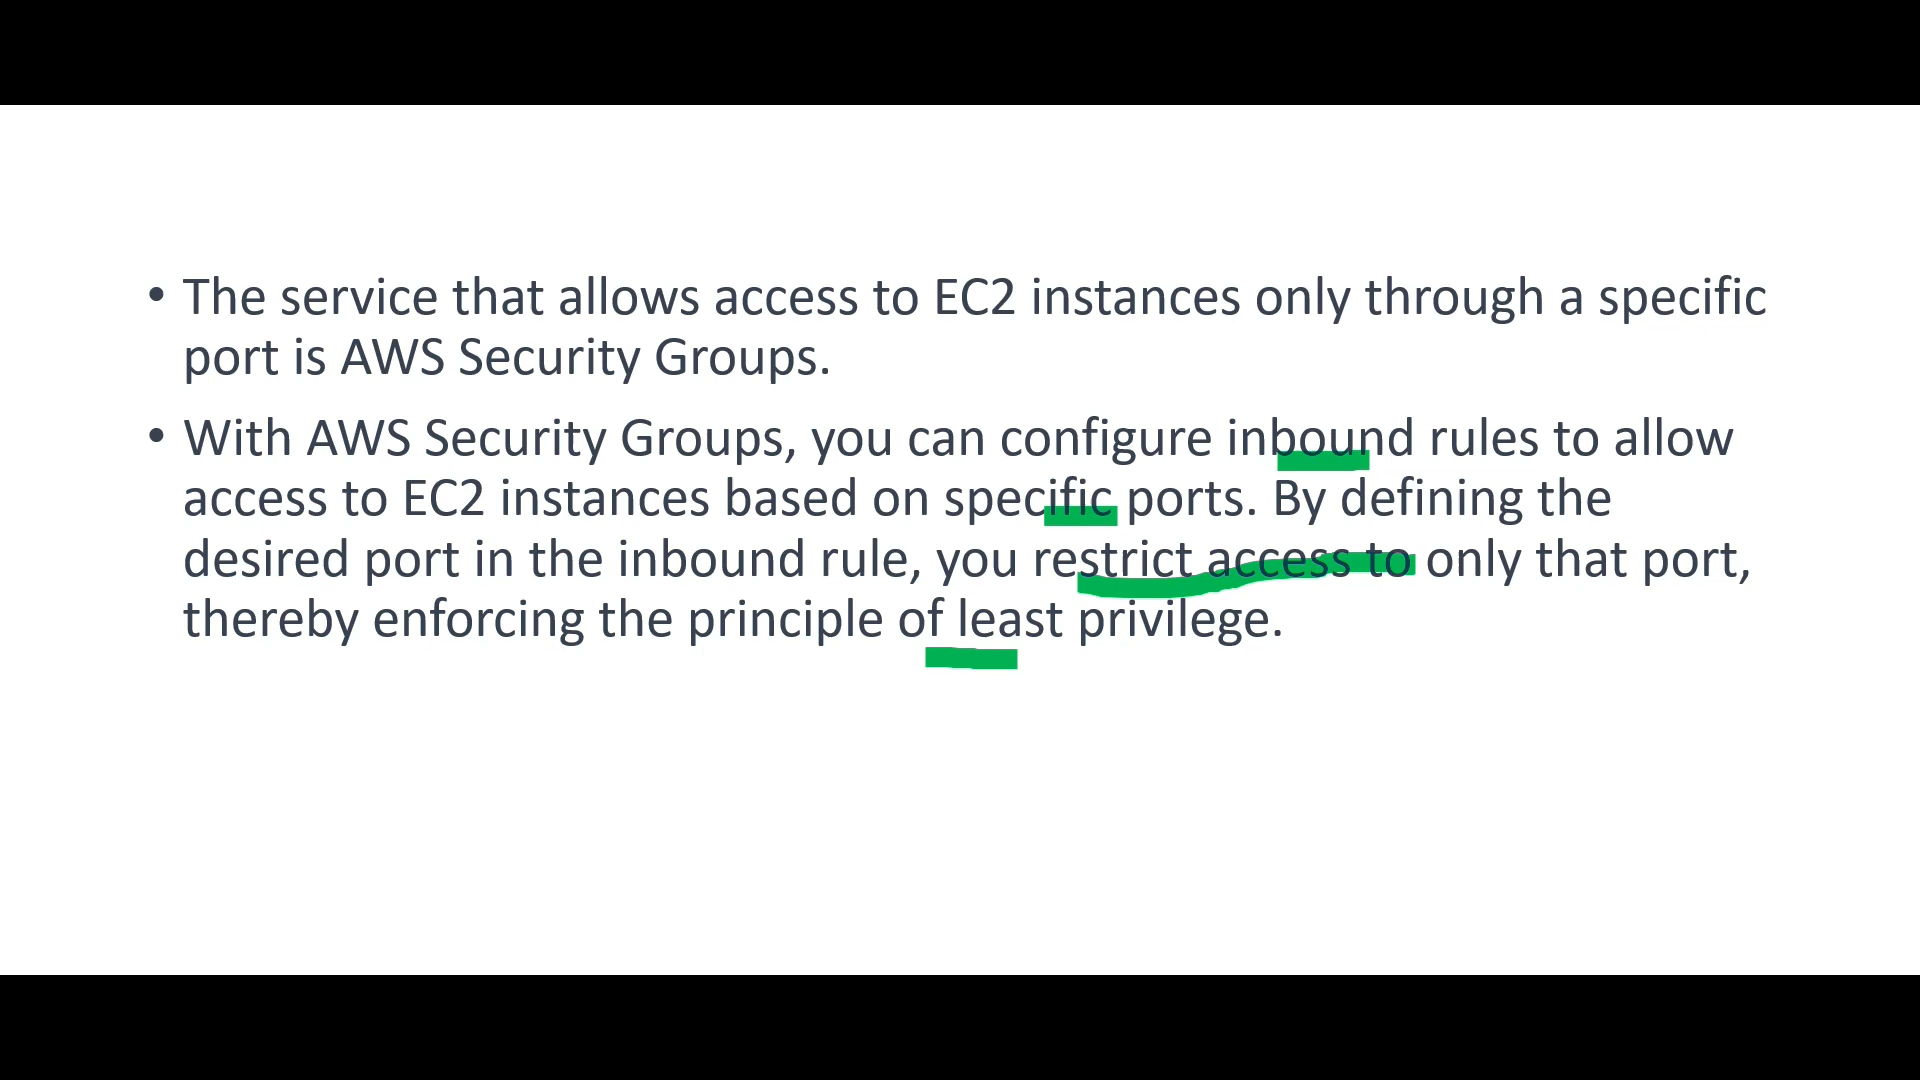 • The service that allows access to EC2 instances only through a specific
port is AWS Security Groups.
• With AWS Security Groups, you can configure inbound rules to allow
access to EC2 instances based on specific ports. By defining the
desired port in the inbound rule, you restrict access to only that port,
thereby enforcing the principle of least privilege.